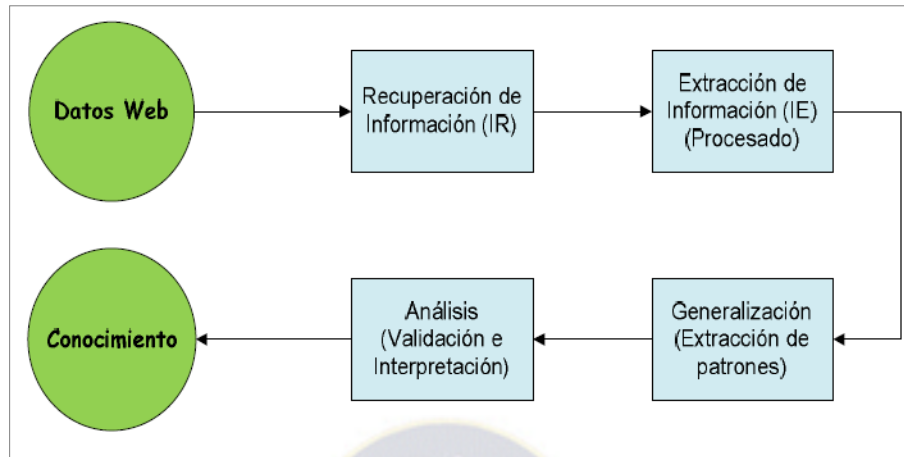 Datos Web
Recuperación de
Información (IR)
Extracción de
Información (IE)
(Procesado)
Generalización
(Extracción de
patrones)
Análisis
(Validación e
Interpretación)
Conocimiento